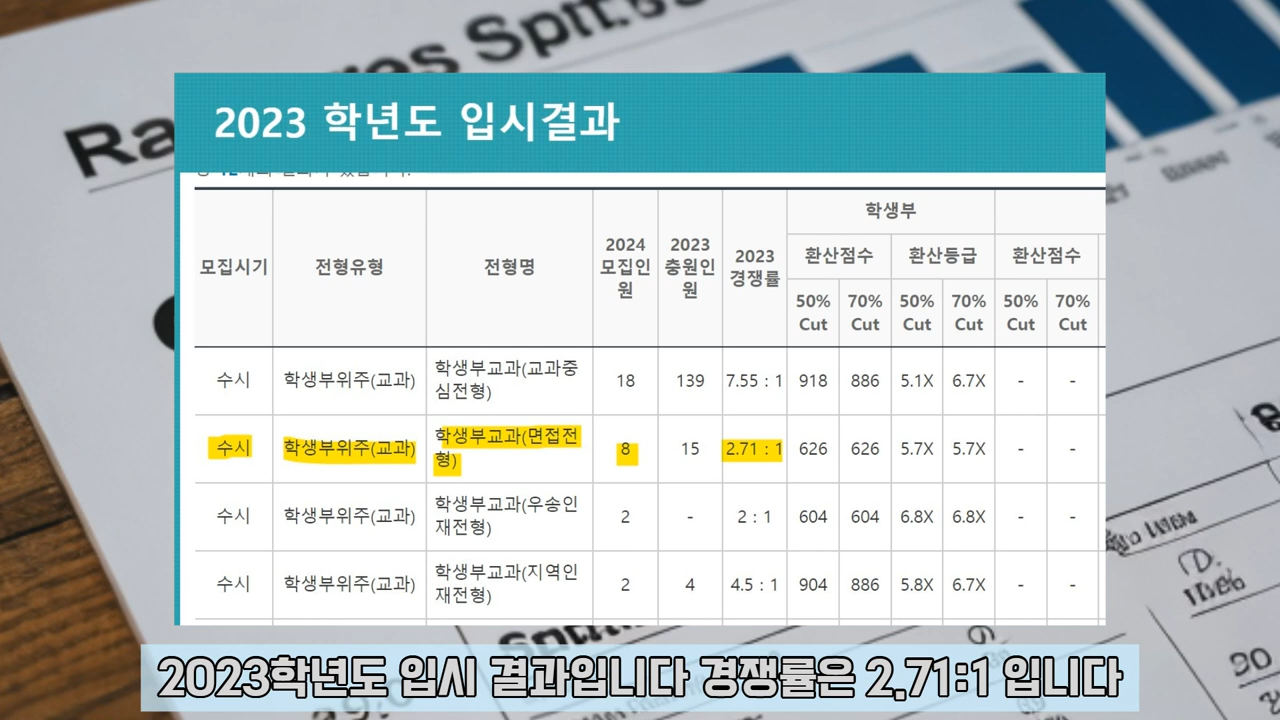 2023 학년도 입시결과
모집시기 전형유형 전형명 2024 모집인원 2023 충원인원 2023 경쟁률 학생부
환산점수 환산등급 환산점수
50% Cut 70% Cut 50% Cut 70% Cut 50% Cut 70% Cut
수시 학생부위주(교과) 학생부교과(교과중심전형) 18 139 7.55 : 1 918 886 5.1X 6.7X - -
수시 학생부위주(교과) 학생부교과(면접전형) 8 15 2.71 : 1 626 626 5.7X 5.7X - -
수시 학생부위주(교과) 학생부교과(우송인재전형) 2 - 2 : 1 604 604 6.8X 6.8X - -
수시 학생부위주(교과) 학생부교과(지역인재전형) 2 4 4.5 : 1 904 886 5.8X 6.7X - -
2023학년도 입시 결과입니다 경쟁률은 2.71:1 입니다